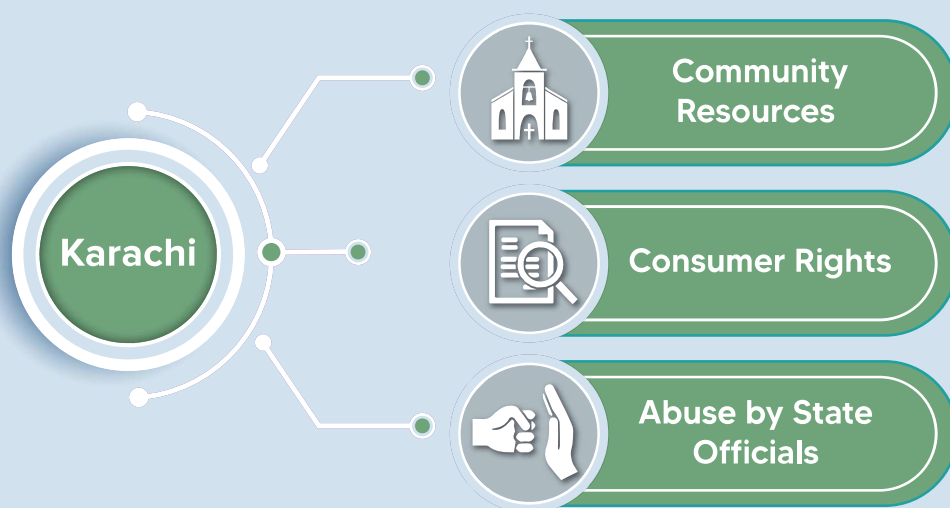 Karachi
Community
Resources
Consumer Rights
Abuse by State
Officials